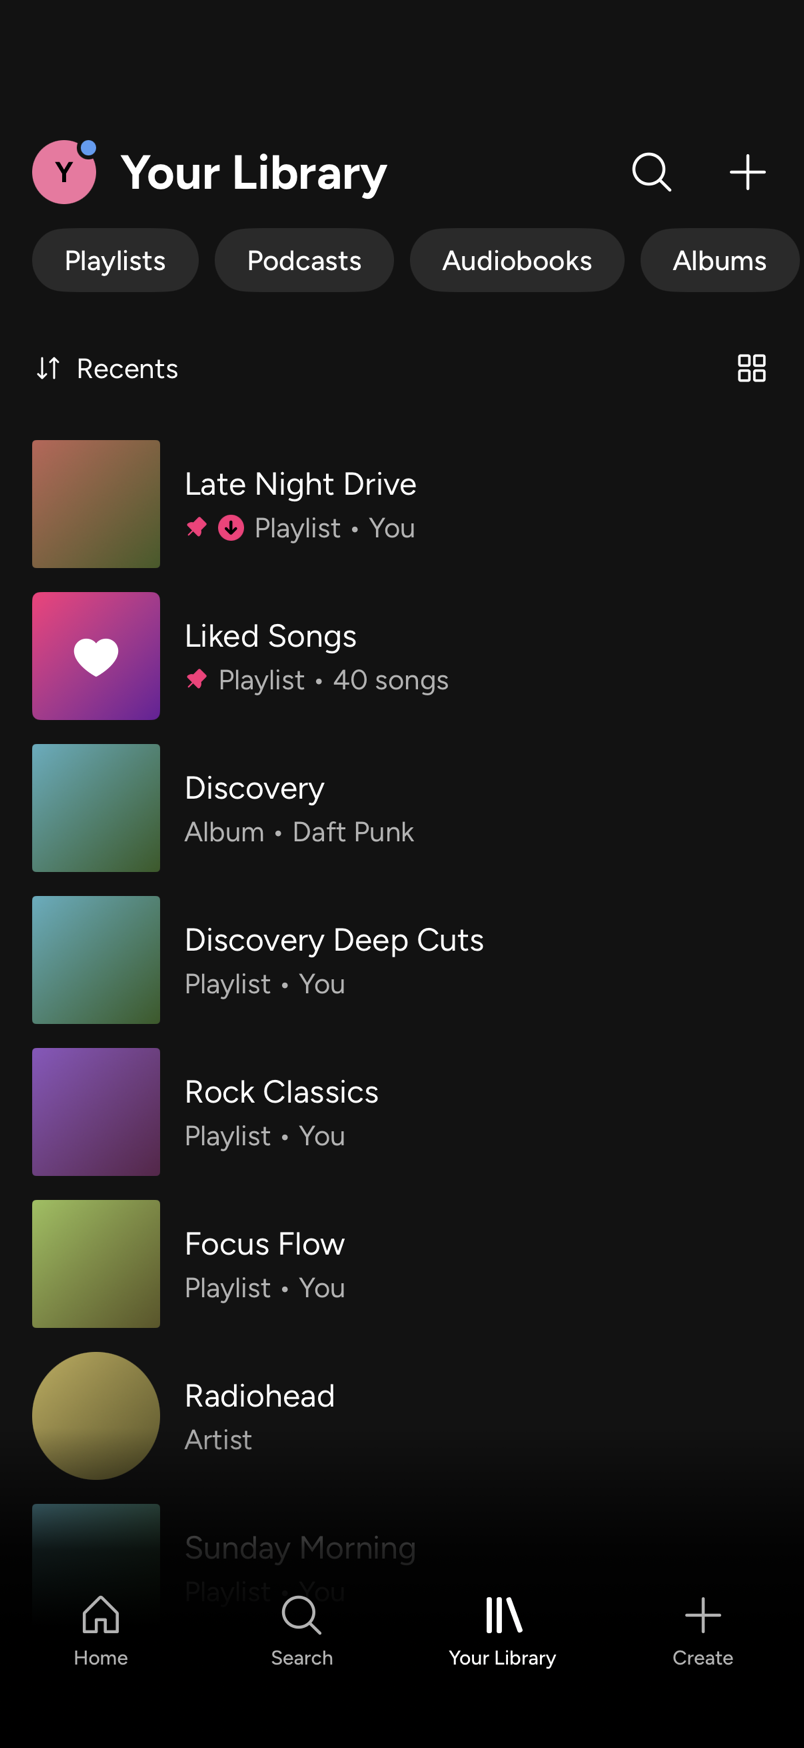 Y
Your Library
Playlists Podcasts Audiobooks Albums
Recents
Late Night Drive
Playlist • You
Liked Songs
Playlist • 40 songs
Discovery
Album • Daft Punk
Discovery Deep Cuts
Playlist • You
Rock Classics
Playlist • You
Focus Flow
Playlist • You
Radiohead
Artist
Sunday Morning
Playlist • You
Home Search Your Library Create